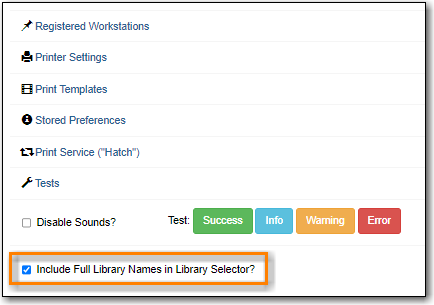 Registered Workstations
Printer Settings
Print Templates
Stored Preferences
Print Service ("Hatch")
Tests
Disable Sounds? Test: Success Info Warning Error
Include Full Library Names in Library Selector?